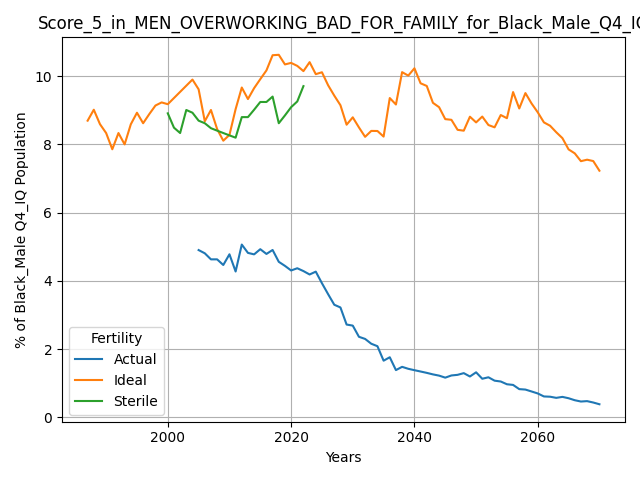 Score_5_in_MEN_OVERWORKING_BAD_FOR_FAMILY_for_Black_Male_Q4_IQ
% of Black_Male Q4_IQ Population
10
8
6
4
2
0
Fertility
Actual
Ideal
Sterile
2000 2020 2040 2060
Years